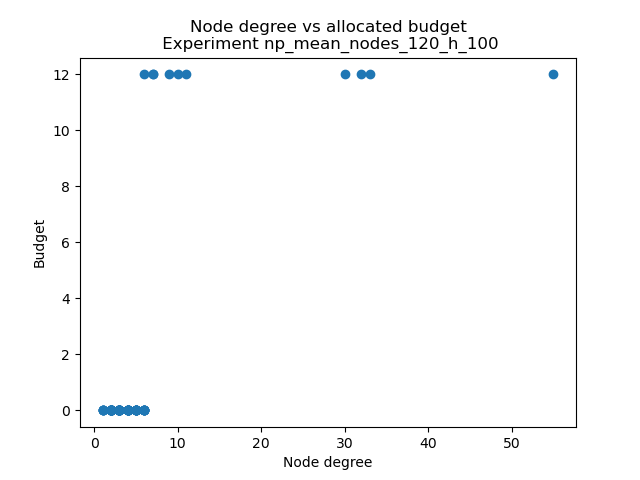 Node degree vs allocated budget
Experiment np_mean_nodes_120_h_100
12
10
8
6
4
2
0
Budget
0 10 20 30 40 50
Node degree